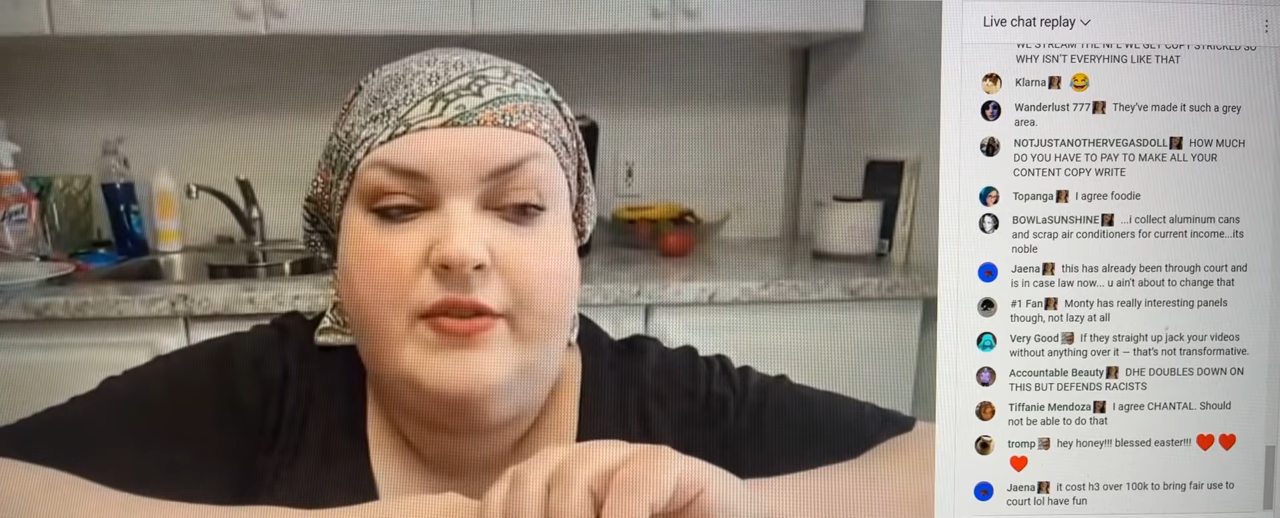 Live chat replay
WE STREAM THE NFL WE GET COPY STRICKED SO
WHY ISN'T EVERYHING LIKE THAT
Klarna
Wanderlust 777 They've made it such a grey
area.
NOTJUSTANOTHERVEGASDOLL HOW MUCH
DO YOU HAVE TO PAY TO MAKE ALL YOUR
CONTENT COPY WRITE
Topanga I agree foodie
BOWLaSUNSHINE ...i collect aluminum cans
and scrap air conditioners for current income...its
noble
Jaena this has already been through court and
is in case law now... u ain't about to change that
#1 Fan Monty has really interesting panels
though, not lazy at all
Very Good If they straight up jack your videos
without anything over it – that's not transformative.
Accountable Beauty DHE DOUBLES DOWN ON
THIS BUT DEFENDS RACISTS
Tiffanie Mendoza I agree CHANTAL. Should
not be able to do that
tromp hey honey!!! blessed easter!!!
Jaena it cost h3 over 100k to bring fair use to
court lol have fun